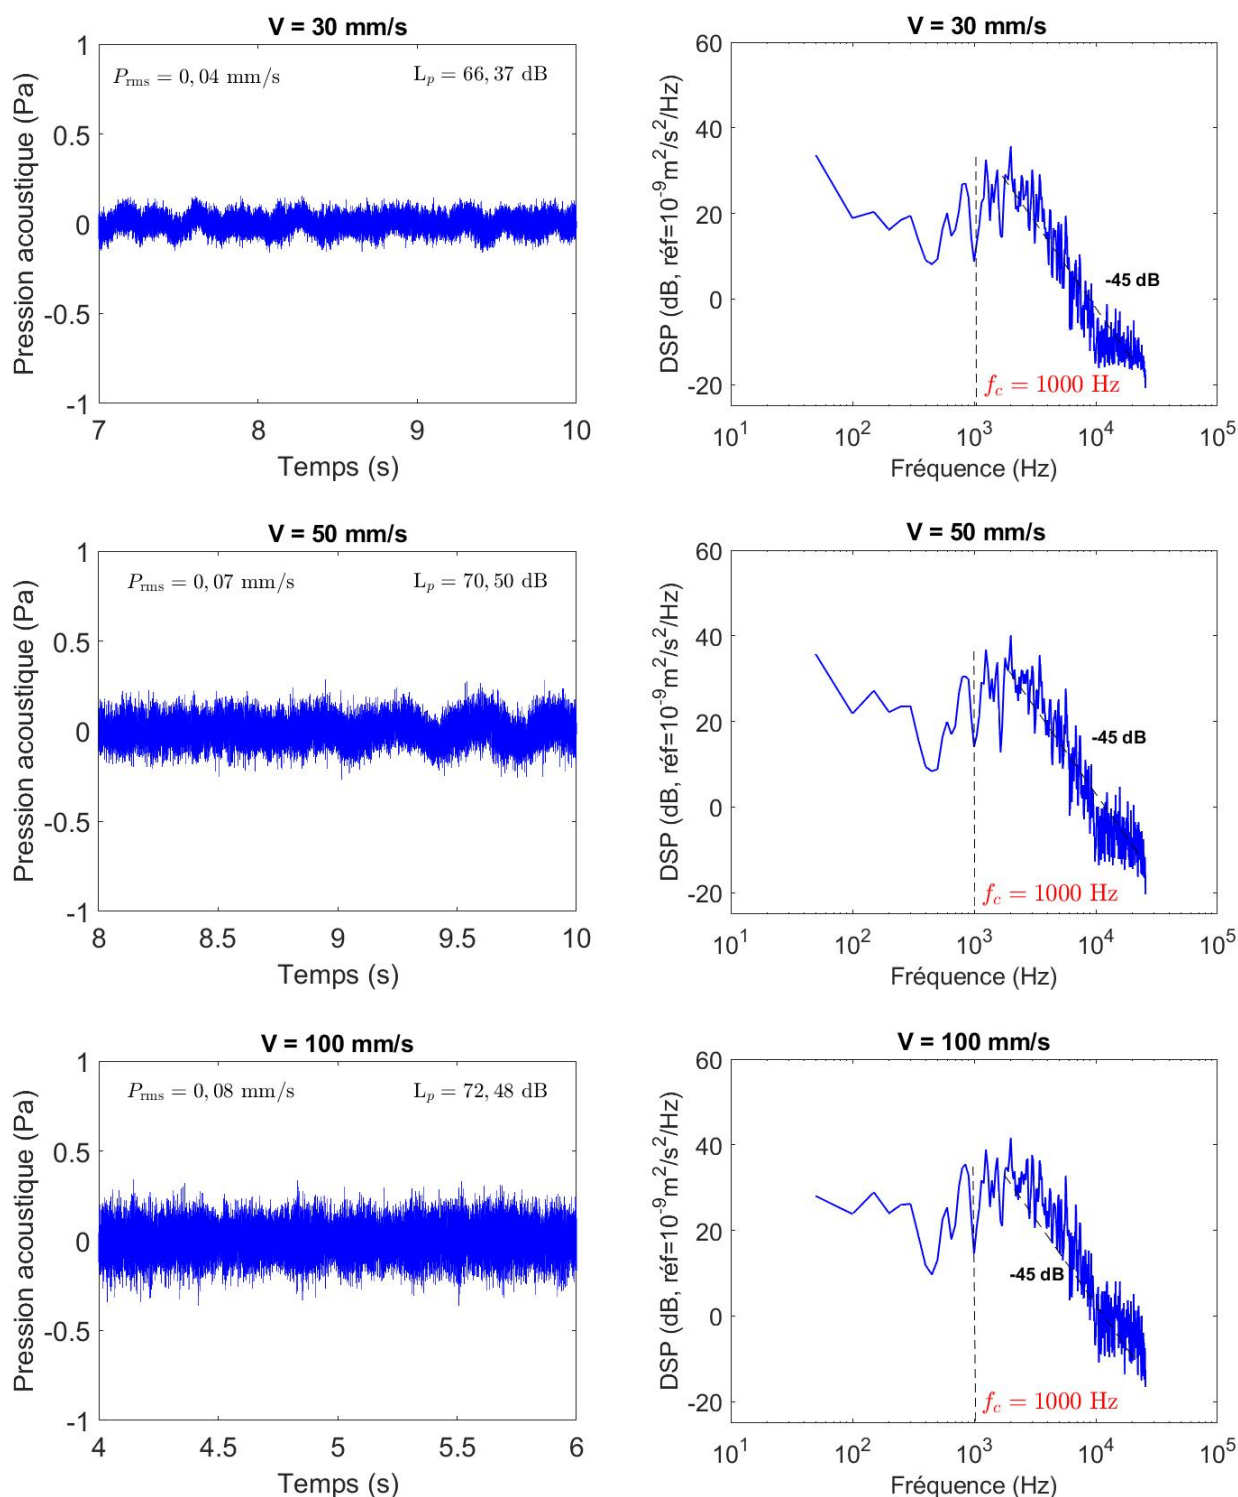 V = 30 mm/s
P_rms = 0,04 mm/s
L_p = 66,37 dB
1
0.5
0
-0.5
-1
Pression acoustique (Pa)
7
8
9
10
Temps (s)
V = 30 mm/s
60
40
20
0
-20
DSP (dB, réf=10^-9m^2/s^2/Hz)
-45 dB
f_c = 1000 Hz
10^1
10^2
10^3
10^4
10^5
Fréquence (Hz)
V = 50 mm/s
P_rms = 0,07 mm/s
L_p = 70,50 dB
1
0.5
0
-0.5
-1
Pression acoustique (Pa)
8
8.5
9
9.5
10
Temps (s)
V = 50 mm/s
60
40
20
0
-20
DSP (dB, réf=10^-9m^2/s^2/Hz)
-45 dB
f_c = 1000 Hz
10^1
10^2
10^3
10^4
10^5
Fréquence (Hz)
V = 100 mm/s
P_rms = 0,08 mm/s
L_p = 72,48 dB
1
0.5
0
-0.5
-1
Pression acoustique (Pa)
4
4.5
5
5.5
6
Temps (s)
V = 100 mm/s
60
40
20
0
-20
DSP (dB, réf=10^-9m^2/s^2/Hz)
-45 dB
f_c = 1000 Hz
10^1
10^2
10^3
10^4
10^5
Fréquence (Hz)